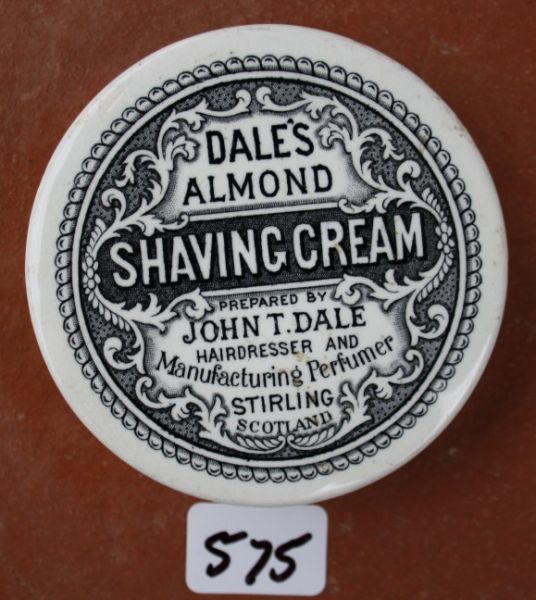 DALE'S
ALMOND
SHAVING CREAM
PREPARED BY
JOHN T. DALE
HAIRDRESSER AND
Manufacturing Perfumer
STIRLING
SCOTLAND
575